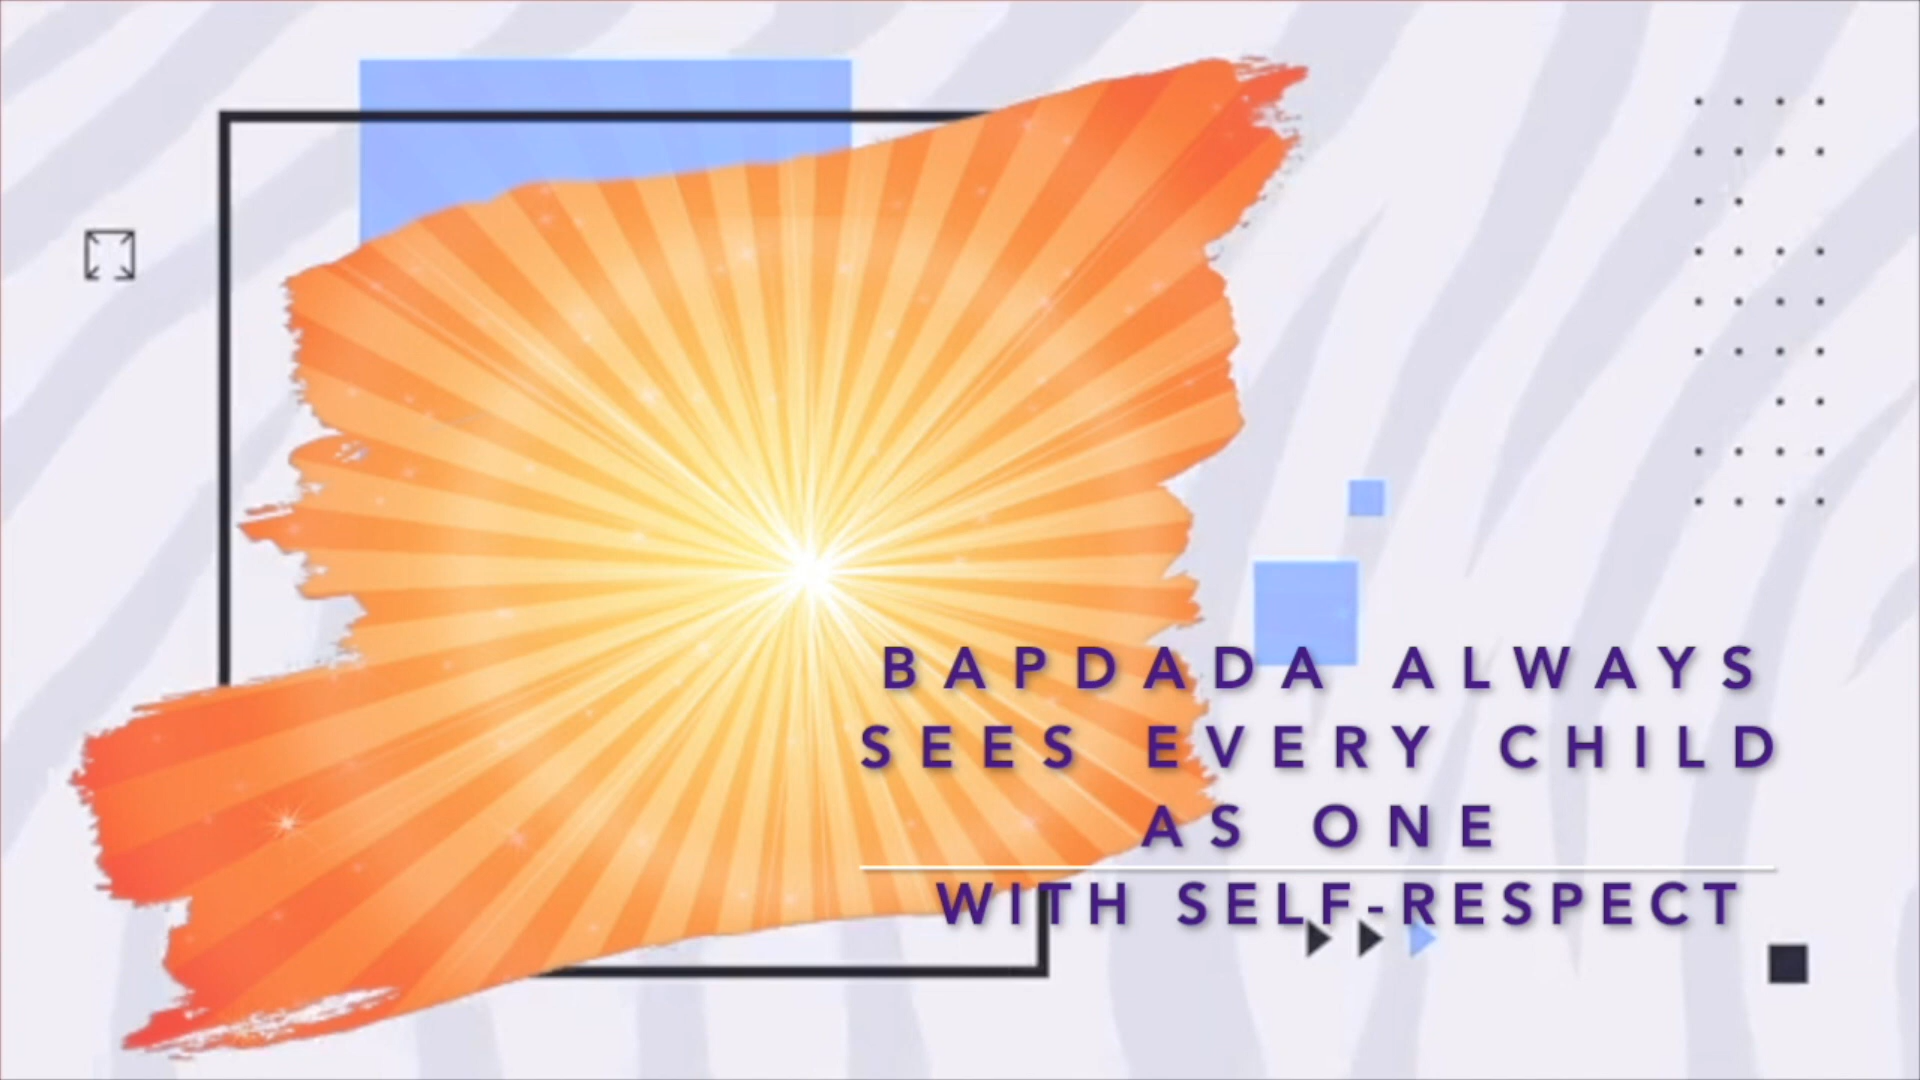 BAPDADA ALWAYS
SEES EVERY CHILD
AS ONE
WITH SELF-RESPECT